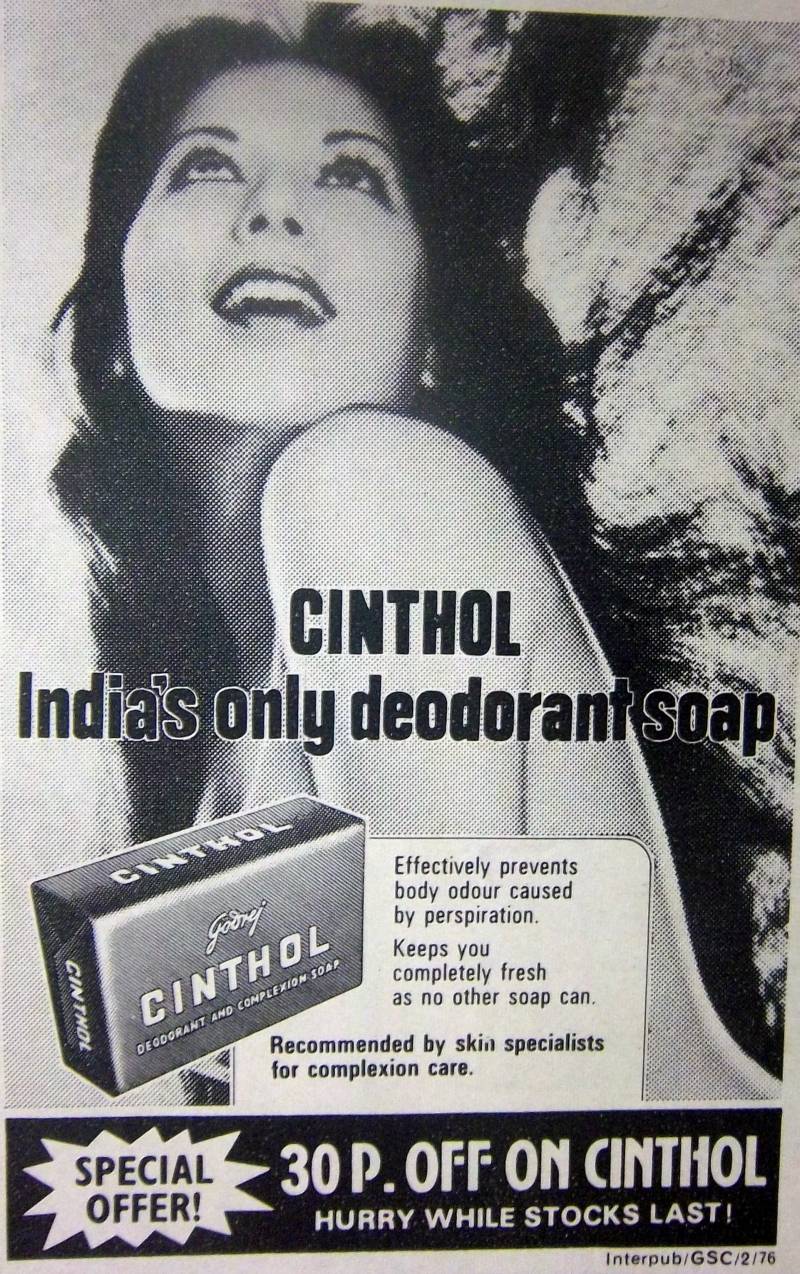 CINTHOL
India's only deodorant soap
CINTHOL
Godrej
CINTHOL
DEODORANT AND COMPLEXION SOAP
CINTHOL
Effectively prevents
body odour caused
by perspiration.
Keeps you
completely fresh
as no other soap can.
Recommended by skin specialists
for complexion care.
SPECIAL
OFFER!
30 P. OFF ON CINTHOL
HURRY WHILE STOCKS LAST!
Interpub/GSC/2/76